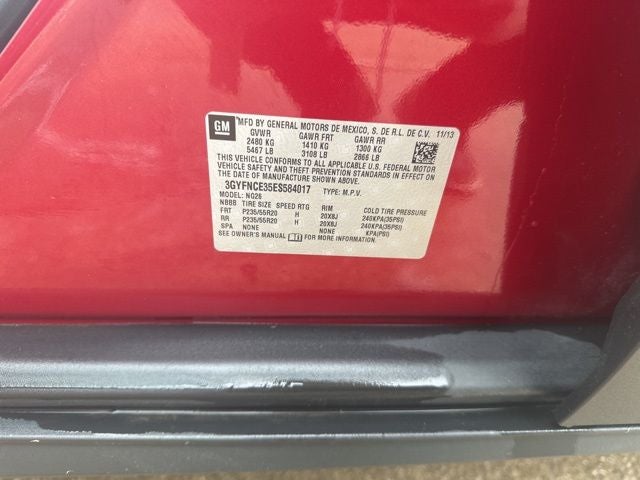 GM
MFD BY GENERAL MOTORS DE MEXICO, S. DE R.L. DE C.V. 11/13
GVWR GAWR FRT GAWR RR
2480 KG 1410 KG 1300 KG
5467 LB 3108 LB 2866 LB
THIS VEHICLE CONFORMS TO ALL APPLICABLE U.S. FEDERAL MOTOR
VEHICLE SAFETY AND THEFT PREVENTION STANDARDS IN EFFECT ON
THE DATE OF MANUFACTURE SHOWN ABOVE.
3GYFNCE35ES584017 TYPE: M.P.V.
MODEL: NG26
NBBB TIRE SIZE SPEED RTG RIM COLD TIRE PRESSURE
FRT P235/55R20 H 20X8J 240KPA(35PSI)
RR P235/55R20 H 20X8J 240KPA(35PSI)
SPA NONE NONE KPA(PSI)
SEE OWNER'S MANUAL FOR MORE INFORMATION.